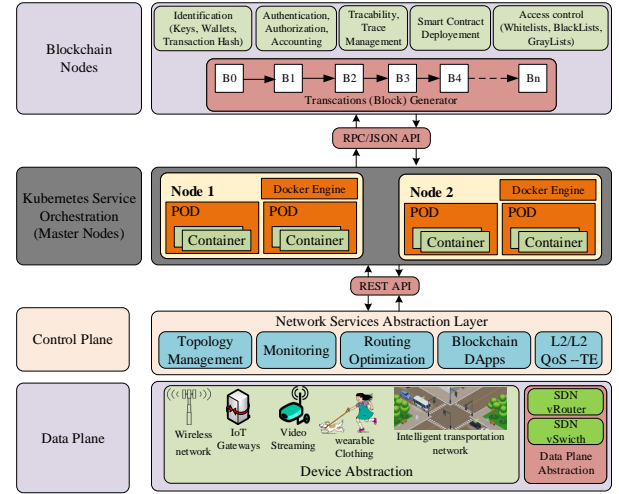 Blockchain
Nodes
Identification
(Keys, Wallets,
Transaction Hash)
Authentication,
Authorization,
Accounting
Tracability,
Trace
Management
Smart Contract
Deployement
Access control
(Whitelists, BlackLists,
GrayLists)
B0
B1
B2
B3
B4
Bn
Transcations (Block) Generator
RPC/JSON API
Kubernetes Service
Orchestration
(Master Nodes)
Node 1
Docker Engine
POD
Container
POD
Container
Node 2
Docker Engine
POD
Container
POD
Container
REST API
Control Plane
Network Services Abstraction Layer
Topology
Management
Monitoring
Routing
Optimization
Blockchain
DApps
L2/L2
QoS --TE
Data Plane
Wireless
network
IoT
Gateways
Video
Streaming
wearable
Clothing
Intelligent transportation
network
Device Abstraction
SDN
vRouter
SDN
vSwicth
Data Plane
Abstraction